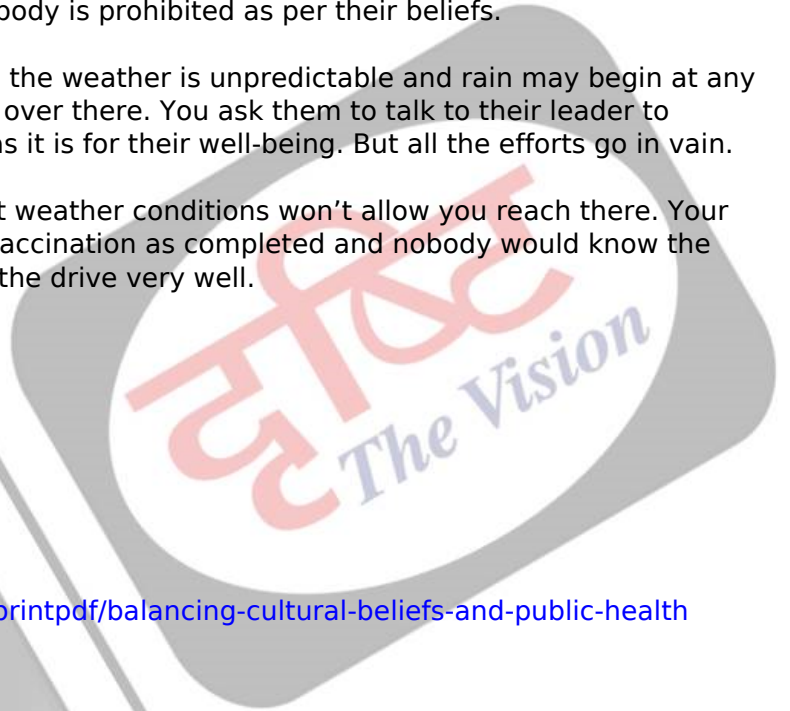 body is prohibited as per their beliefs.
the weather is unpredictable and rain may begin at any
over there. You ask them to talk to their leader to
as it is for their well-being. But all the efforts go in vain.
t weather conditions won’t allow you reach there. Your
accination as completed and nobody would know the
the drive very well.
दृष्टि
The Vision
printpdf/balancing-cultural-beliefs-and-public-health